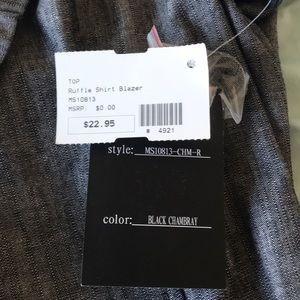 TOP
Ruffle Shirt Blazer
MS10813
MSRP $0.00
$22.95
# 4921
style: MS10813-CHM-R
color: BLACK CHAMBRAY